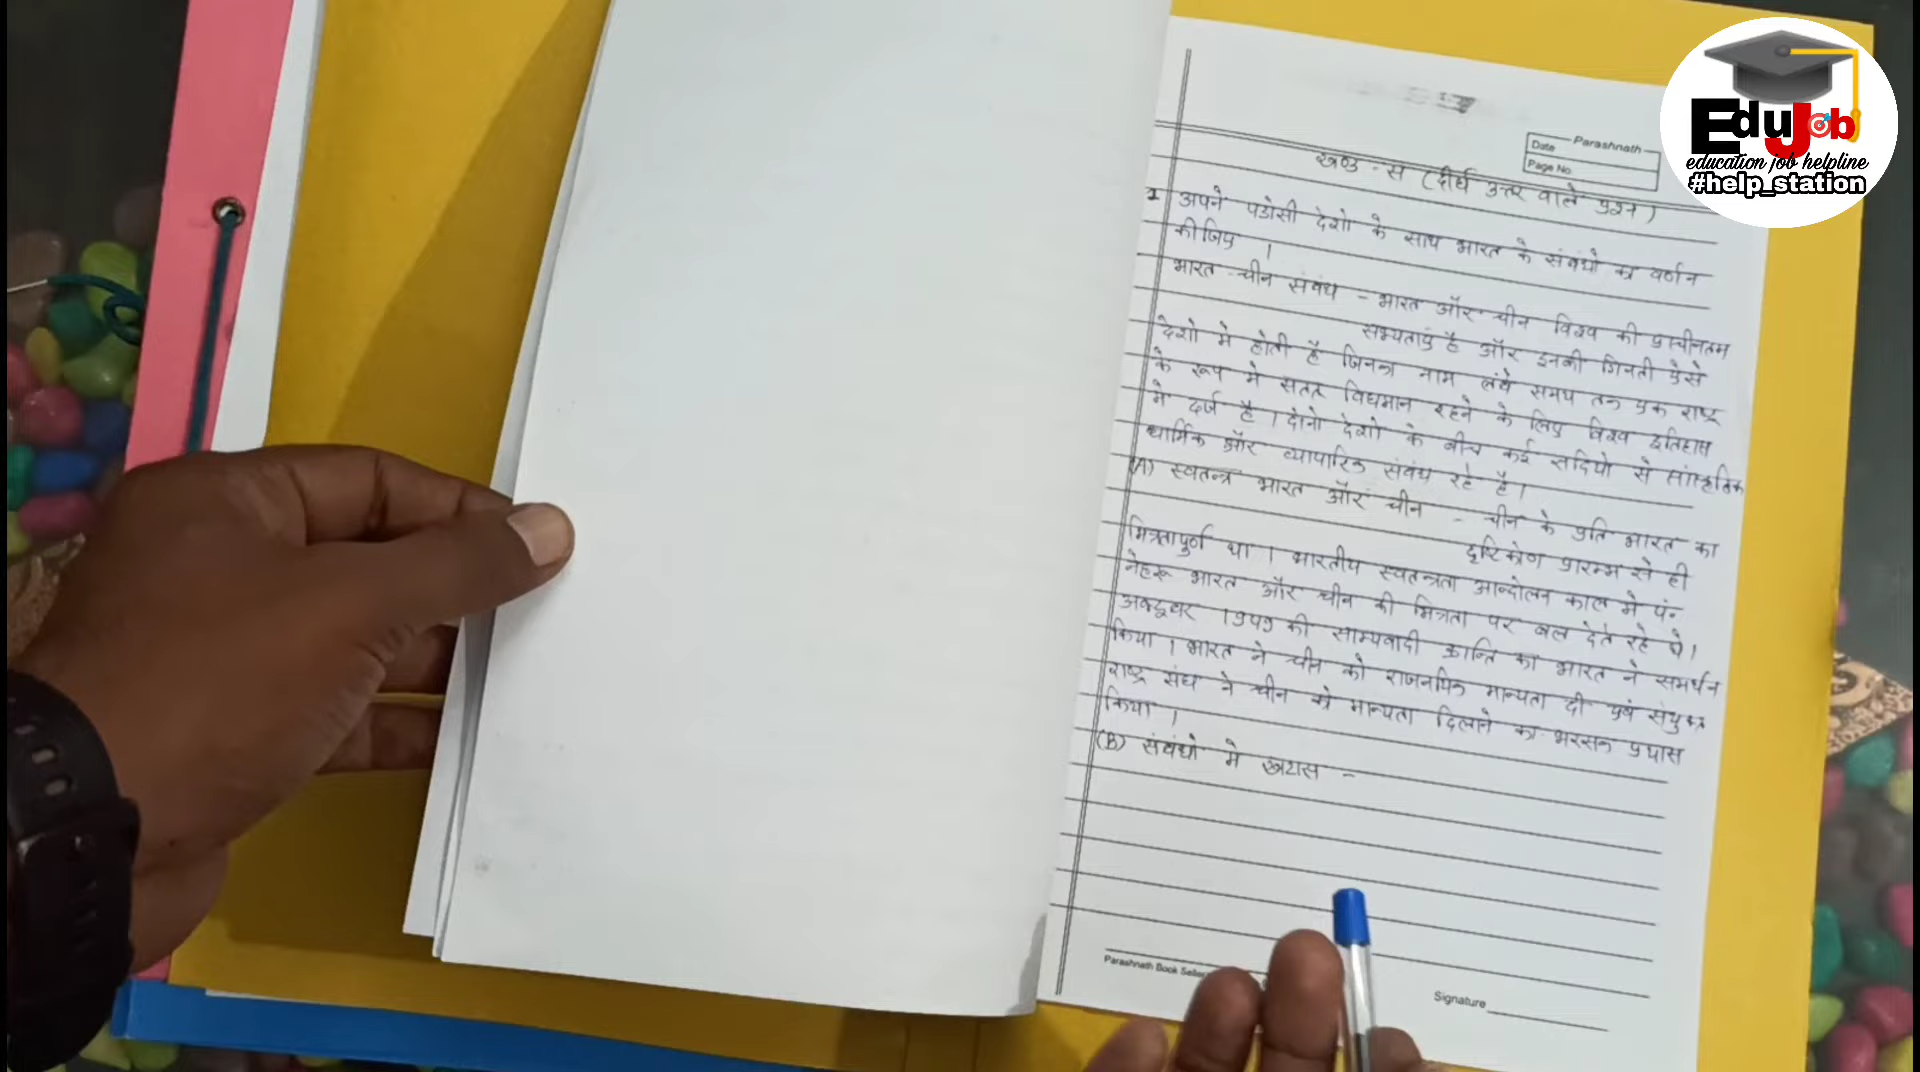 Edu Job
education job helpline
#help_station
Parashnath
Date
Page No.
खण्ड - स (दीर्घ उत्तर वाले प्रश्न)
1 अपने पडोसी देशो के साथ भारत के संबंधो का वर्णन
कीजिए ।
भारत - चीन संबंध - भारत और चीन विश्व की प्राचीनतम
सभ्यताएं है और इनकी गिनती ऐसे
देशो मे होती है जिनका नाम लंबे समय तक एक राष्ट्र
के रूप मे सतत विधमान रहने के लिए विश्व इतिहास
मे दर्ज है । दोनो देशो के बीच कई सदियो से सांस्कृतिक
धार्मिक और व्यापारिक संबंध रहे है ।
(A) स्वतन्त्र भारत और चीन - चीन के प्रति भारत का
दृष्टिकोण प्रारम्भ से ही
मित्रतापुर्ण था । भारतीय स्वतन्त्रता आन्दोलन काल मे पं.
नेहरू भारत और चीन की मित्रता पर बल देते रहे थे।
अक्टूबर 1949 की साम्यवादी क्रान्ति का भारत ने समर्थन
किया । भारत ने चीन को राजनयिक मान्यता दी एवं संयुक्त
राष्ट्र संघ ने चीन को मान्यता दिलाने का भरसक प्रयास
किया ।
(B) संबंधो मे खटास -
Parashnath Book Seller
Signature